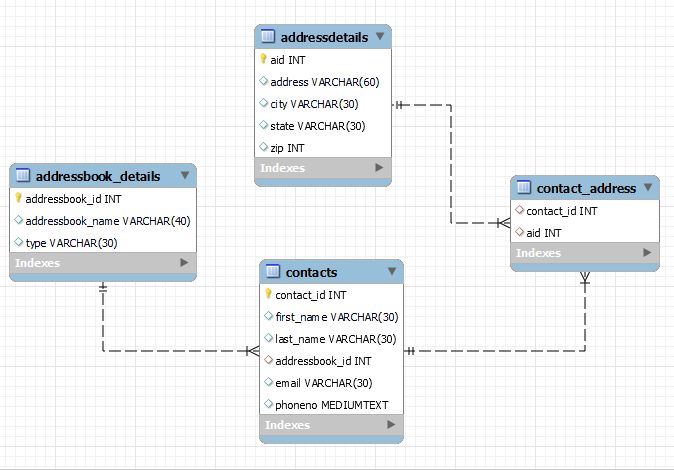 addressdetails
aid INT
address VARCHAR(60)
city VARCHAR(30)
state VARCHAR(30)
zip INT
Indexes
addressbook_details
addressbook_id INT
addressbook_name VARCHAR(40)
type VARCHAR(30)
Indexes
contact_address
contact_id INT
aid INT
Indexes
contacts
contact_id INT
first_name VARCHAR(30)
last_name VARCHAR(30)
addressbook_id INT
email VARCHAR(30)
phoneno MEDIUMTEXT
Indexes